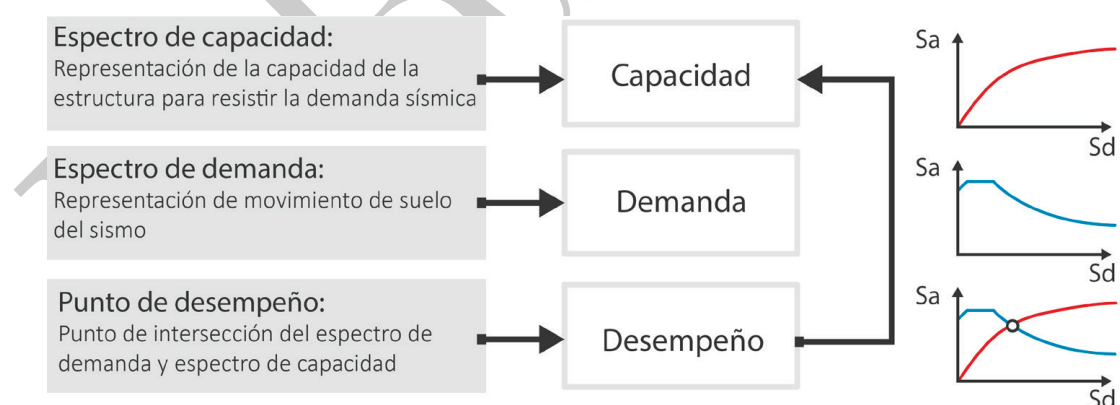 Espectro de capacidad:
Representación de la capacidad de la
estructura para resistir la demanda sísmica
Capacidad
Sa
Sd
Espectro de demanda:
Representación de movimiento de suelo
del sismo
Demanda
Sa
Sd
Punto de desempeño:
Punto de intersección del espectro de
demanda y espectro de capacidad
Desempeño
Sa
Sd